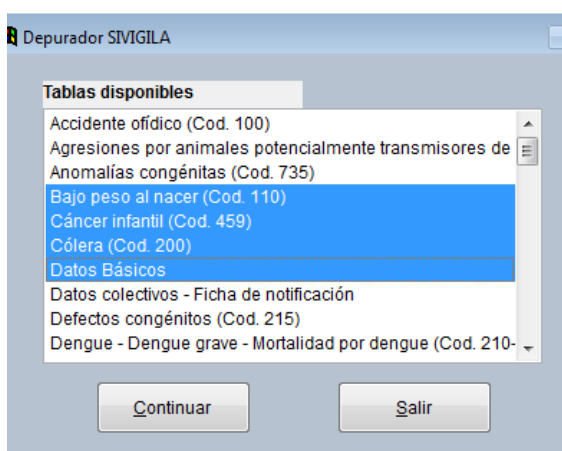 Depurador SIVIGILA
Tablas disponibles
Accidente ofídico (Cod. 100)
Agresiones por animales potencialmente transmisores de
Anomalías congénitas (Cod. 735)
Bajo peso al nacer (Cod. 110)
Cáncer infantil (Cod. 459)
Cólera (Cod. 200)
Datos Básicos
Datos colectivos - Ficha de notificación
Defectos congénitos (Cod. 215)
Dengue - Dengue grave - Mortalidad por dengue (Cod. 210-
Continuar
Salir